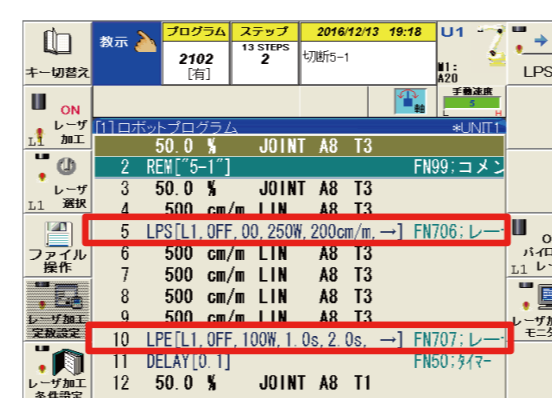 キー切替え
教示
プログラム
ステップ
2016/12/13 19:18
U1
2102
[有]
13 STEPS
2
切断5-1
M1:
A20
LPS
ON
レーザ
L1 加工
軸
手動速度
5
L H
[1]ロボットプログラム
*UNIT1
50.0 % JOINT A8 T3
2 REM["5-1"] FN99;コメン
レーザ
L1 選択
3 50.0 % JOINT A8 T3
4 500 cm/m LIN A8 T3
5 LPS[L1,OFF,00,250W,200cm/m,→] FN706;レー
ファイル
操作
6 500 cm/m LIN A8 T3
7 500 cm/m LIN A8 T3
8 500 cm/m LIN A8 T3
9 500 cm/m LIN A8 T3
パイロ
L1 レー
レーザ加工
定数設定
10 LPE[L1,OFF,100W,1.0s,2.0s, →] FN707;レー
11 DELAY[0.1] FN50;タイマー
12 50.0 % JOINT A8 T1
レーザ加
モニタ
レーザ加工
条件設定